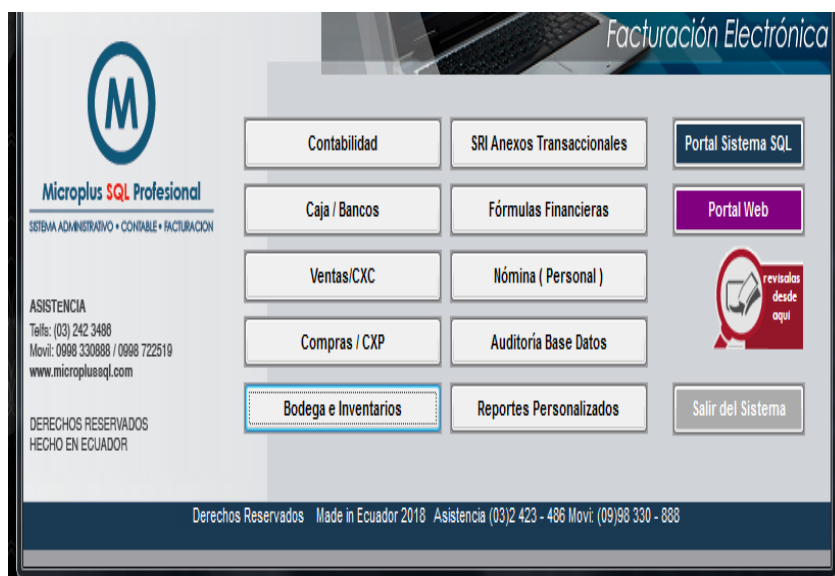 Facturación Electrónica
M
Microplus SQL Profesional
SISTEMA ADMINISTRATIVO • CONTABLE • FACTURACION
ASISTENCIA
Telfs: (03) 242 3488
Movil: 0998 330888 / 0998 722519
www.microplussql.com
DERECHOS RESERVADOS
HECHO EN ECUADOR
Contabilidad
SRI Anexos Transaccionales
Portal Sistema SQL
Caja / Bancos
Fórmulas Financieras
Portal Web
Ventas/CXC
Nómina ( Personal )
revisalas
desde
aquí
Compras / CXP
Auditoría Base Datos
Bodega e Inventarios
Reportes Personalizados
Salir del Sistema
Derechos Reservados Made in Ecuador 2018 Asistencia (03)2 423 - 486 Movi: (09)98 330 - 888